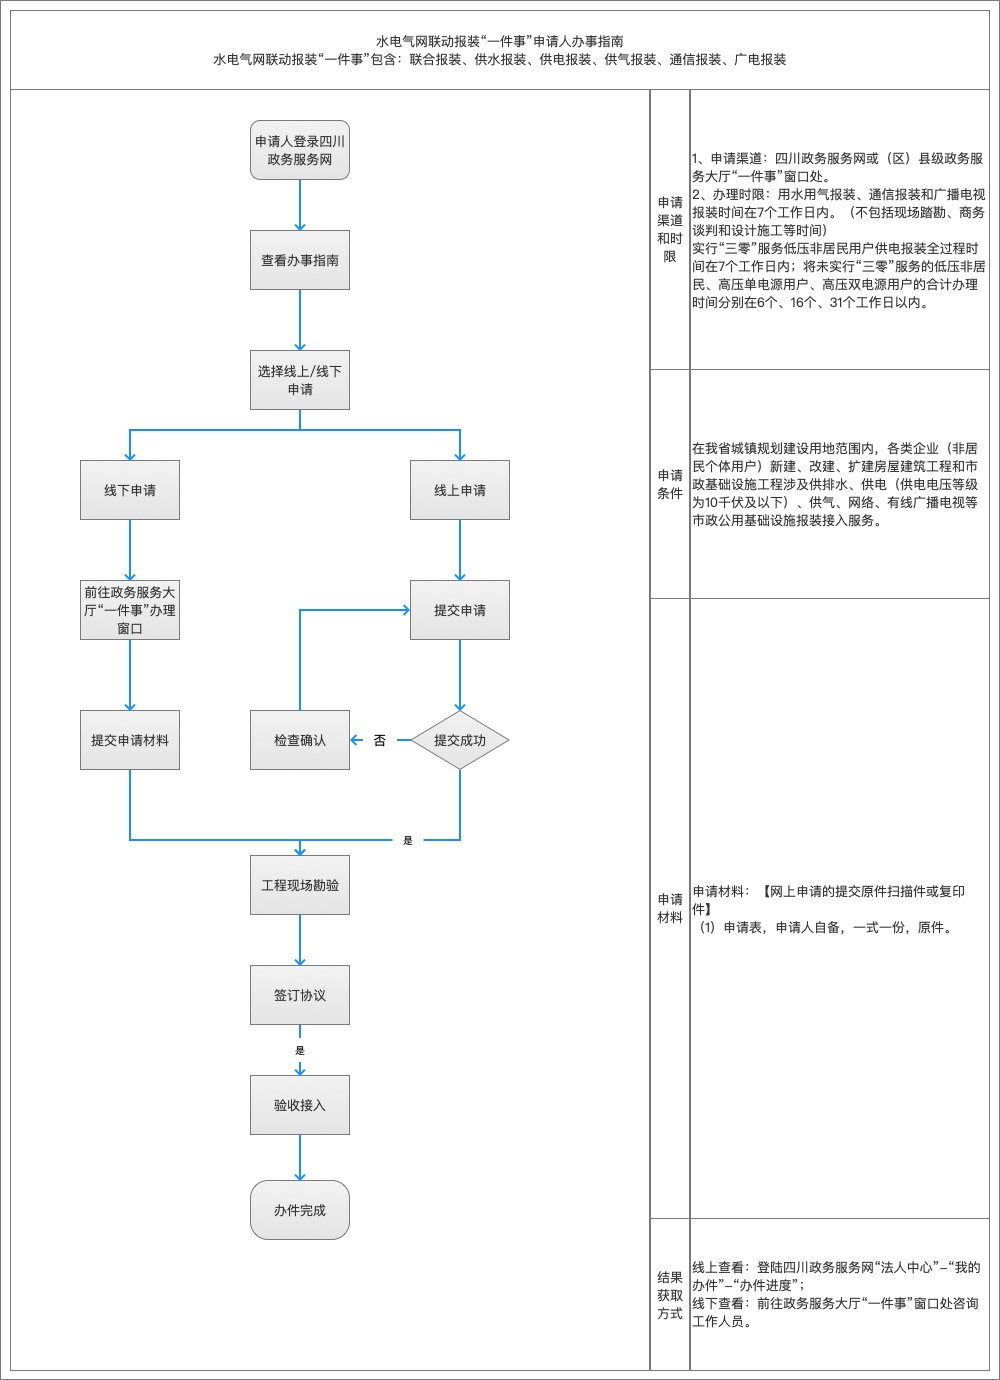 水电气网联动报装“一件事”申请人办事指南
水电气网联动报装“一件事”包含：联合报装、供水报装、供电报装、供气报装、通信报装、广电报装
申请人登录四川
政务服务网
查看办事指南
选择线上/线下
申请
线下申请
线上申请
前往政务服务大
厅“一件事”办理
窗口
提交申请
提交申请材料
检查确认
否
提交成功
是
工程现场勘验
签订协议
是
验收接入
办件完成
申请
渠道
和时
限
1、申请渠道：四川政务服务网或（区）县级政务服
务大厅“一件事”窗口处。
2、办理时限：用水用气报装、通信报装和广播电视
报装时间在7个工作日内。（不包括现场踏勘、商务
谈判和设计施工等时间）
实行“三零”服务低压非居民用户供电报装全过程时
间在7个工作日内；将未实行“三零”服务的低压非居
民、高压单电源用户、高压双电源用户的合计办理
时间分别在6个、16个、31个工作日以内。
申请
条件
在我省城镇规划建设用地范围内，各类企业（非居
民个体用户）新建、改建、扩建房屋建筑工程和市
政基础设施工程涉及供排水、供电（供电电压等级
为10千伏及以下）、供气、网络、有线广播电视等
市政公用基础设施报装接入服务。
申请
材料
申请材料：【网上申请的提交原件扫描件或复印
件】
（1）申请表，申请人自备，一式一份，原件。
结果
获取
方式
线上查看：登陆四川政务服务网“法人中心”–“我的
办件”–“办件进度”；
线下查看：前往政务服务大厅“一件事”窗口处咨询
工作人员。